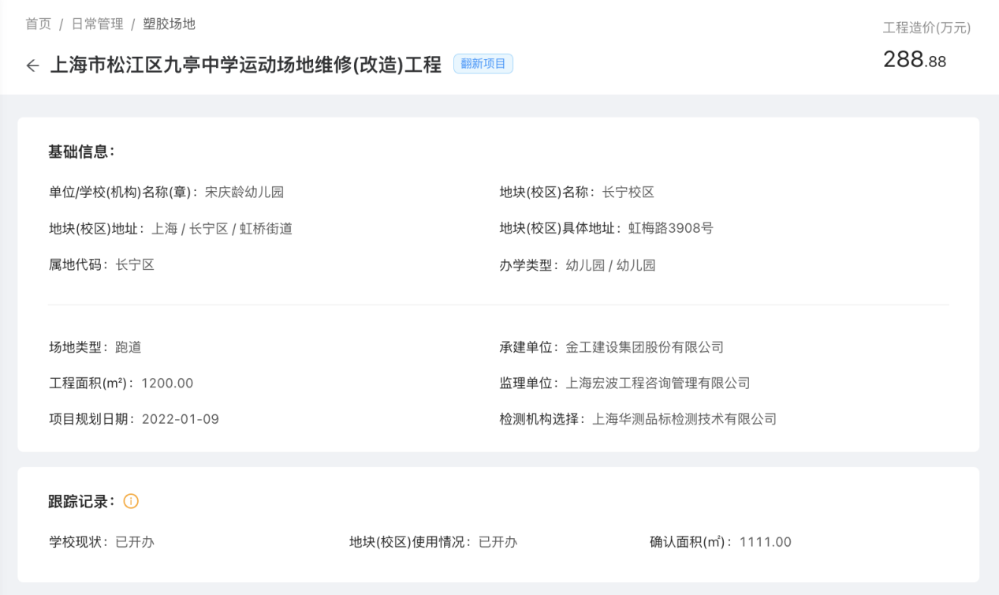 首页 / 日常管理 / 塑胶场地
工程造价(万元)
← 上海市松江区九亭中学运动场地维修(改造)工程 翻新项目
288.88
基础信息：
单位/学校(机构)名称(章)： 宋庆龄幼儿园
地块(校区)名称： 长宁校区
地块(校区)地址： 上海 / 长宁区 / 虹桥街道
地块(校区)具体地址： 虹梅路3908号
属地代码： 长宁区
办学类型： 幼儿园 / 幼儿园
场地类型： 跑道
承建单位： 金工建设集团股份有限公司
工程面积(m²)： 1200.00
监理单位： 上海宏波工程咨询管理有限公司
项目规划日期： 2022-01-09
检测机构选择： 上海华测品标检测技术有限公司
跟踪记录：
学校现状： 已开办
地块(校区)使用情况： 已开办
确认面积(㎡)： 1111.00